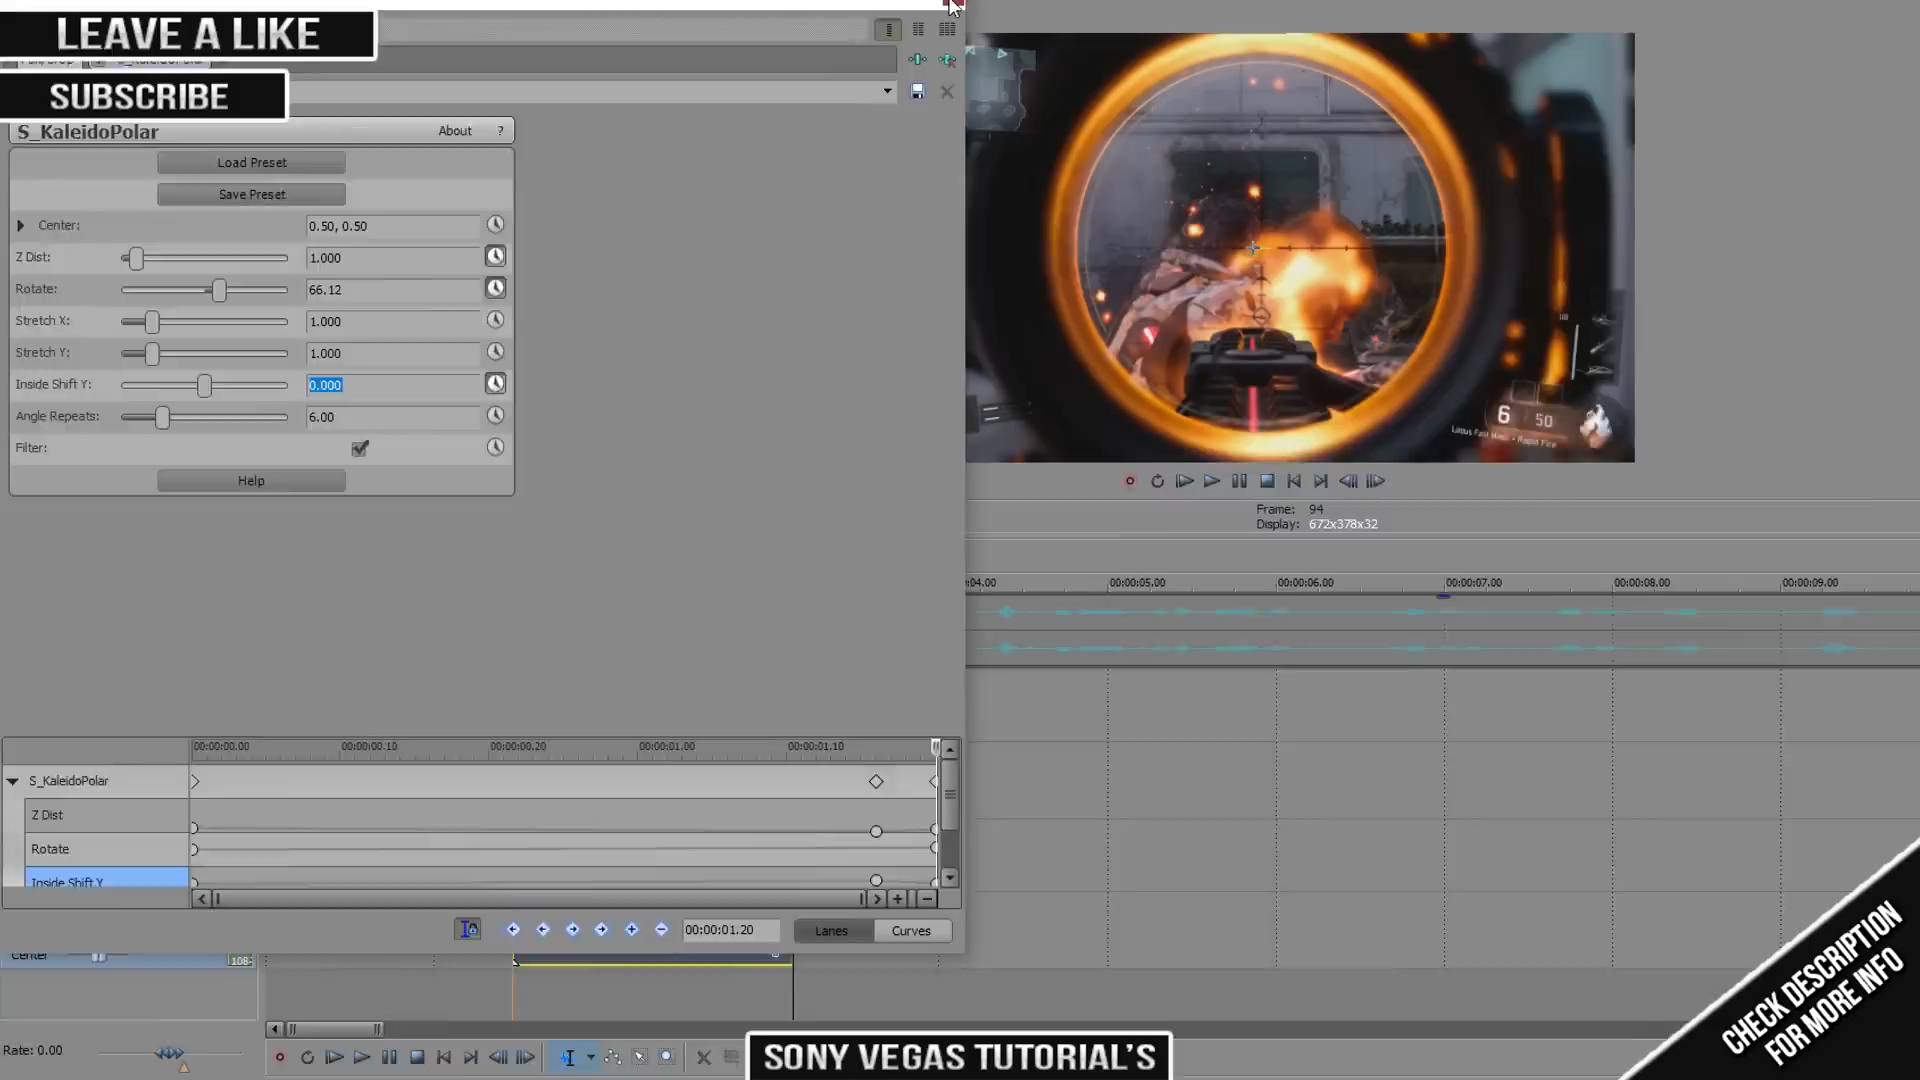 LEAVE A LIKE
SUBSCRIBE
S_KaleidoPolar
About
?
Load Preset
Save Preset
Center:
0.50, 0.50
Z Dist:
1.000
Rotate:
66.12
Stretch X:
1.000
Stretch Y:
1.000
Inside Shift Y:
0.000
Angle Repeats:
6.00
Filter:
Help
6
50
Frame: 94
Display: 672x378x32
:04.00
00:00:05.00
00:00:06.00
00:00:07.00
00:00:08.00
00:00:09.00
00:00:00.00
00:00:00.10
00:00:00.20
00:00:01.00
00:00:01.10
S_KaleidoPolar
Z Dist
Rotate
Inside Shift Y
00:00:01.20
Lanes
Curves
Center
108
Rate: 0.00
SONY VEGAS TUTORIAL'S
CHECK DESCRIPTION
FOR MORE INFO